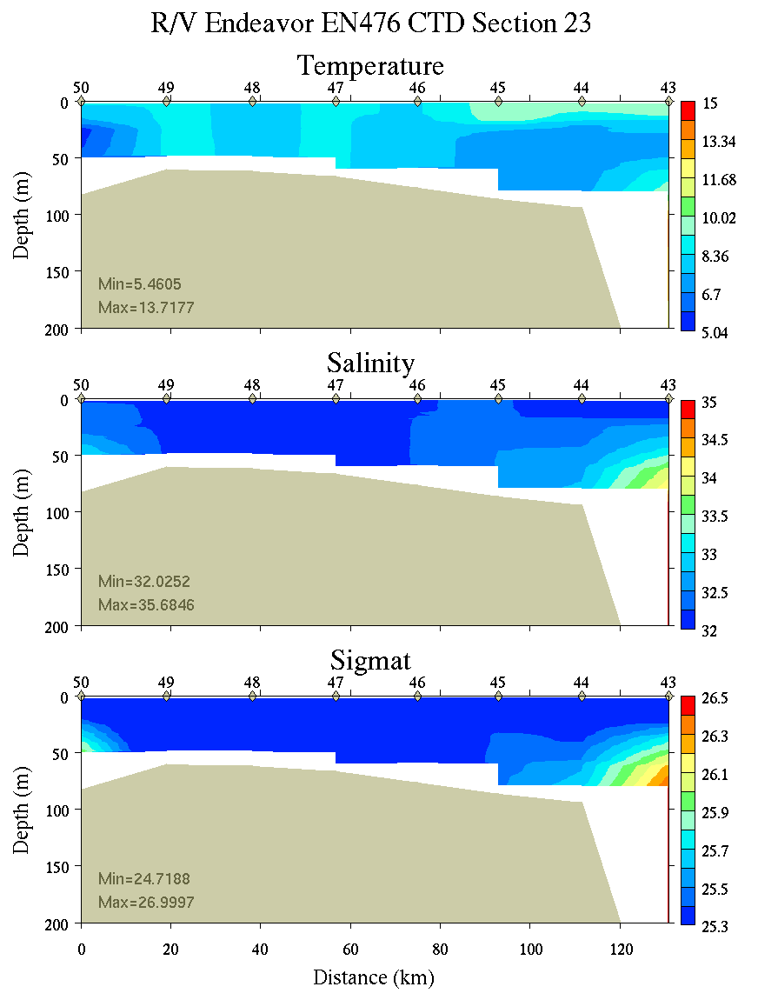 R/V Endeavor EN476 CTD Section 23
Temperature
50 49 48 47 46 45 44 43
0
50
100
150
200
Depth (m)
Min=5.4605
Max=13.7177
15
13.34
11.68
10.02
8.36
6.7
5.04
Salinity
50 49 48 47 46 45 44 43
0
50
100
150
200
Depth (m)
Min=32.0252
Max=35.6846
35
34.5
34
33.5
33
32.5
32
Sigmat
50 49 48 47 46 45 44 43
0
50
100
150
200
Depth (m)
Min=24.7188
Max=26.9997
26.5
26.3
26.1
25.9
25.7
25.5
25.3
0 20 40 60 80 100 120
Distance (km)